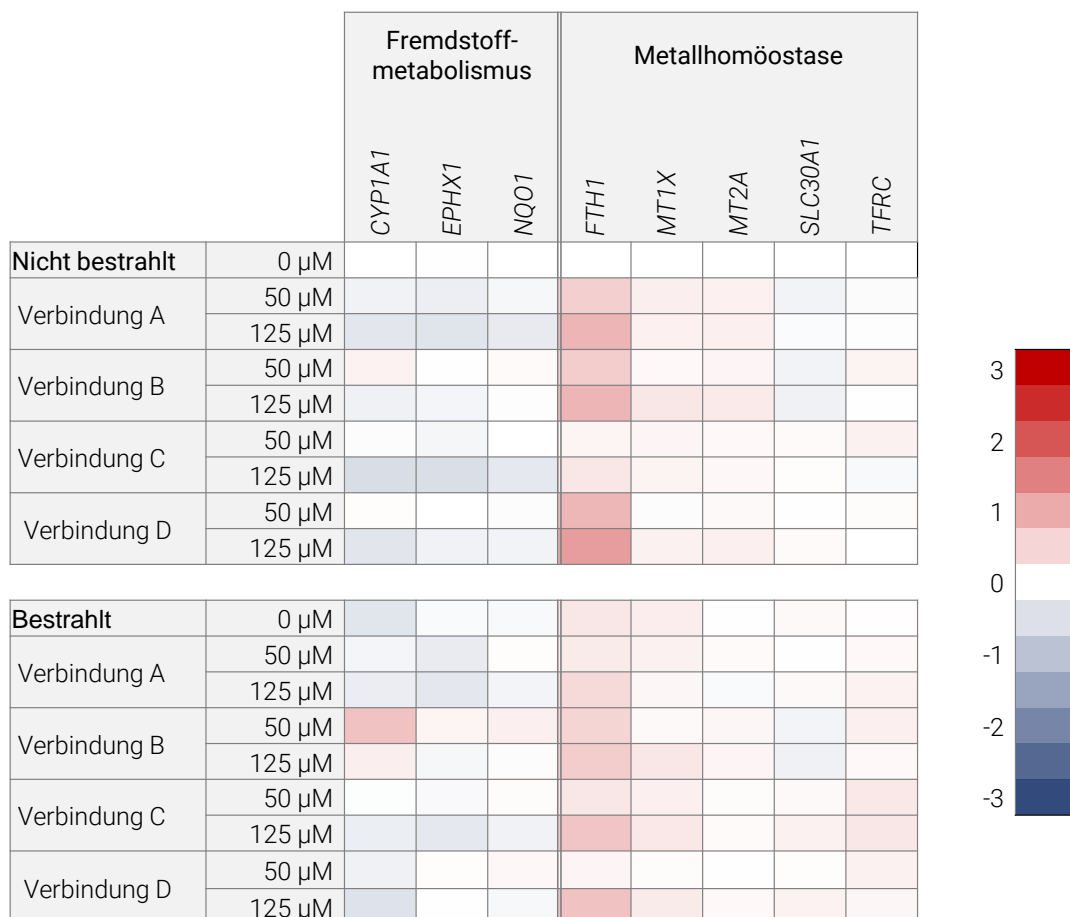 Fremdstoff-
metabolismus
Metallhomöostase
CYP1A1
EPHX1
NQO1
FTH1
MT1X
MT2A
SLC30A1
TFRC
Nicht bestrahlt
0 µM
Verbindung A
50 µM
125 µM
Verbindung B
50 µM
125 µM
Verbindung C
50 µM
125 µM
Verbindung D
50 µM
125 µM
Bestrahlt
0 µM
Verbindung A
50 µM
125 µM
Verbindung B
50 µM
125 µM
Verbindung C
50 µM
125 µM
Verbindung D
50 µM
125 µM
3
2
1
0
-1
-2
-3